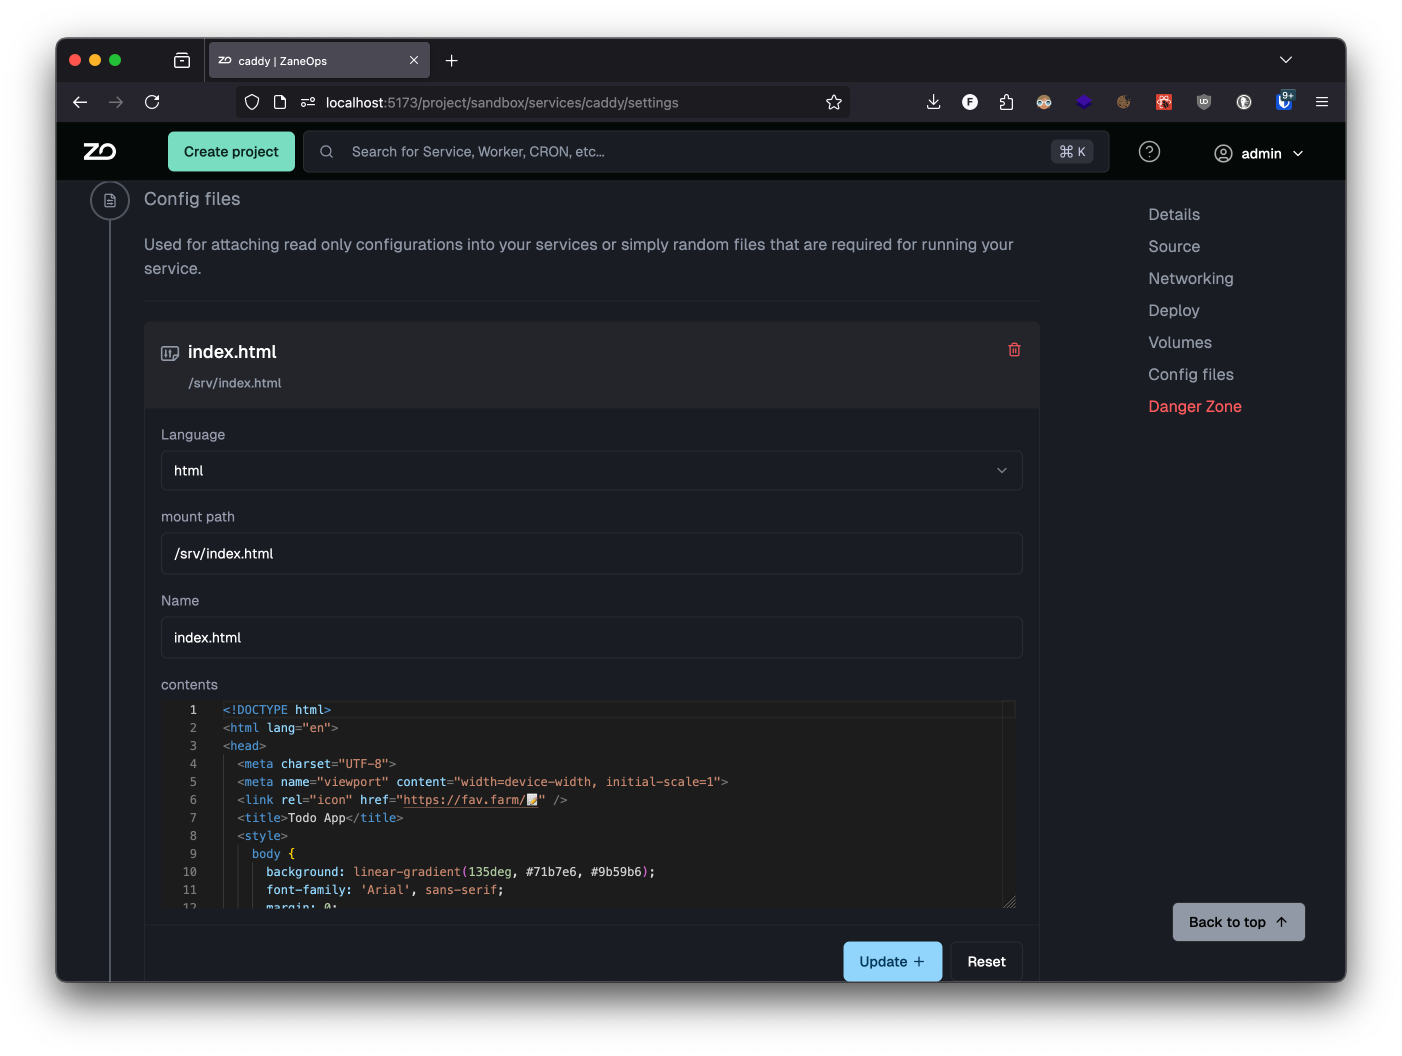 caddy | ZaneOps
localhost:5173/project/sandbox/services/caddy/settings
F
UD
9+
ZO
Create project
Search for Service, Worker, CRON, etc...
⌘ K
?
admin
Config files
Used for attaching read only configurations into your services or simply random files that are required for running your
service.
Details
Source
Networking
Deploy
Volumes
Config files
Danger Zone
index.html
/srv/index.html
Language
html
mount path
/srv/index.html
Name
index.html
contents
1 <!DOCTYPE html>
2 <html lang="en">
3 <head>
4 <meta charset="UTF-8">
5 <meta name="viewport" content="width=device-width, initial-scale=1">
6 <link rel="icon" href="https://fav.farm/📝" />
7 <title>Todo App</title>
8 <style>
9 body {
10 background: linear-gradient(135deg, #71b7e6, #9b59b6);
11 font-family: 'Arial', sans-serif;
12 margin: 0;
Back to top ↑
Update +
Reset